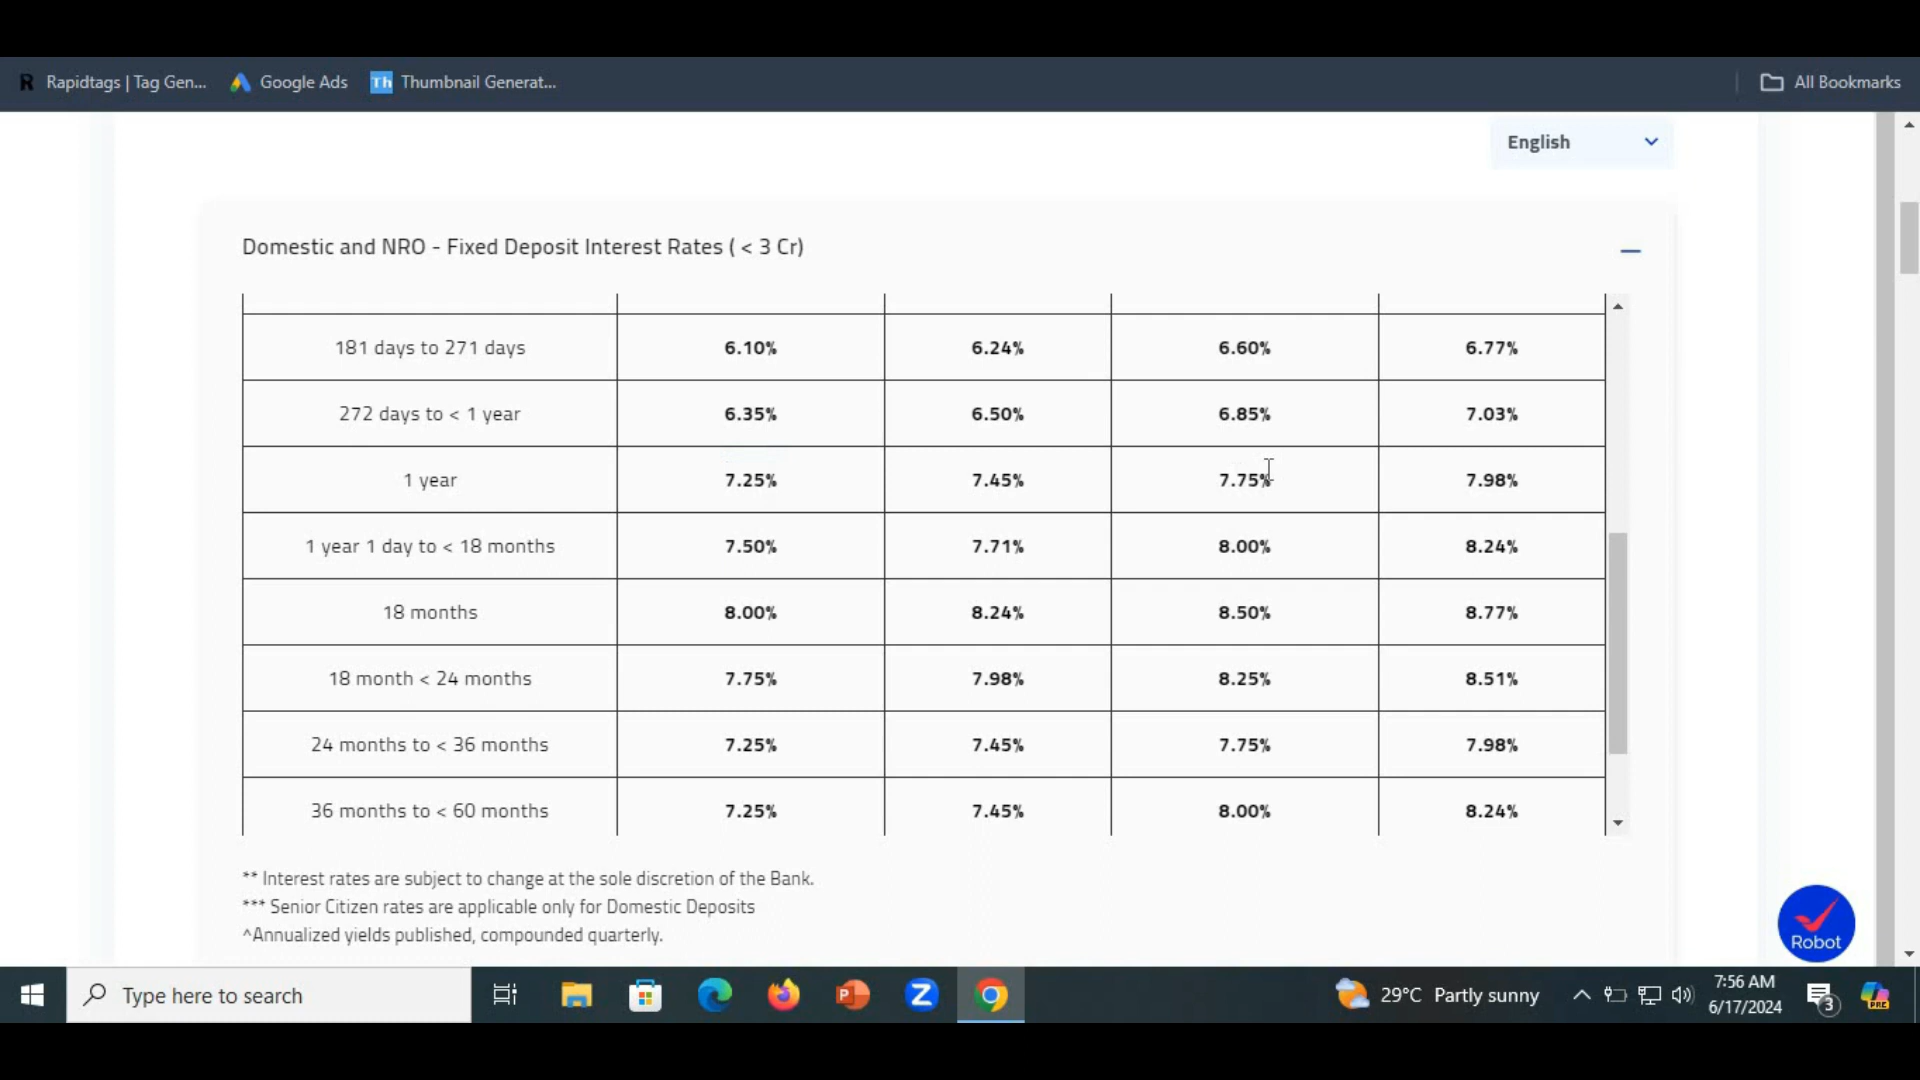 R Rapidtags | Tag Gen... Google Ads Th Thumbnail Generat... All Bookmarks
English
Domestic and NRO - Fixed Deposit Interest Rates ( < 3 Cr)
181 days to 271 days 6.10% 6.24% 6.60% 6.77%
272 days to < 1 year 6.35% 6.50% 6.85% 7.03%
1 year 7.25% 7.45% 7.75% 7.98%
1 year 1 day to < 18 months 7.50% 7.71% 8.00% 8.24%
18 months 8.00% 8.24% 8.50% 8.77%
18 month < 24 months 7.75% 7.98% 8.25% 8.51%
24 months to < 36 months 7.25% 7.45% 7.75% 7.98%
36 months to < 60 months 7.25% 7.45% 8.00% 8.24%
** Interest rates are subject to change at the sole discretion of the Bank.
*** Senior Citizen rates are applicable only for Domestic Deposits
^Annualized yields published, compounded quarterly.
Robot
Type here to search
P
Z
29°C Partly sunny
7:56 AM
6/17/2024
3
PRE